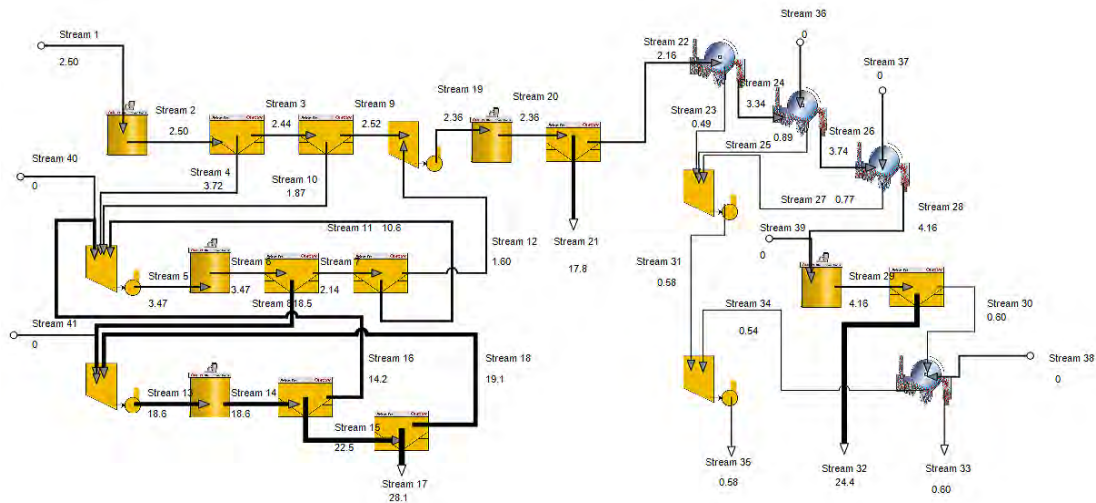 Stream 1
2.50
Stream 2
2.50
Stream 3
2.44
Stream 9
2.52
Stream 19
2.36
Stream 20
2.36
Stream 22
2.16
Stream 36
0
Stream 37
0
Stream 24
3.34
Stream 23
0.49
0.89
Stream 25
Stream 26
3.74
Stream 40
0
Stream 4
3.72
Stream 10
1.87
Stream 27 0.77
Stream 28
4.16
Stream 11 10.6
Stream 12
1.60
Stream 21
17.8
Stream 39
0
Stream 5
3.47
Stream 6
3.47
Stream 7
2.14
Stream 8 18.5
Stream 31
0.58
Stream 29
4.16
Stream 30
0.60
Stream 41
0
Stream 34
0.54
Stream 16
14.2
Stream 18
19.1
Stream 38
0
Stream 13
18.6
Stream 14
18.6
Stream 15
22.5
Stream 17
28.1
Stream 35
0.58
Stream 32
24.4
Stream 33
0.60